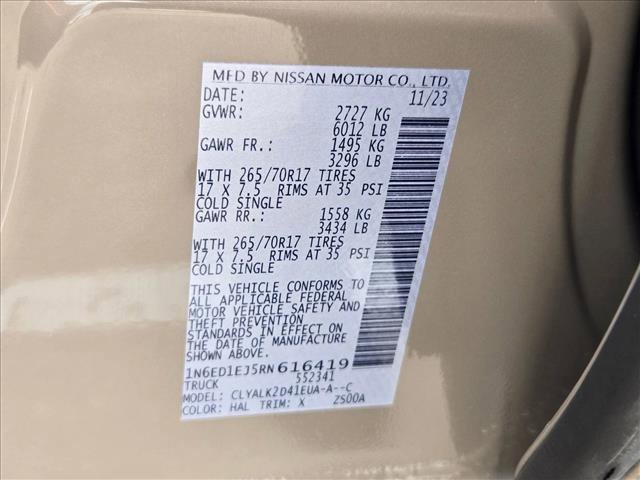 MFD BY NISSAN MOTOR CO., LTD.
DATE: 11/23
GVWR: 2727 KG
6012 LB
GAWR FR.: 1495 KG
3296 LB
WITH 265/70R17 TIRES
17 X 7.5 RIMS AT 35 PSI
COLD SINGLE
GAWR RR.: 1558 KG
3434 LB
WITH 265/70R17 TIRES
17 X 7.5 RIMS AT 35 PSI
COLD SINGLE
THIS VEHICLE CONFORMS TO
ALL APPLICABLE FEDERAL
MOTOR VEHICLE SAFETY AND
THEFT PREVENTION
STANDARDS IN EFFECT ON
THE DATE OF MANUFACTURE
SHOWN ABOVE.
1N6ED1EJ5RN616419
TRUCK 552341
MODEL: CLYALK2D41EUA-A--C
COLOR: HAL TRIM: X ZS00A